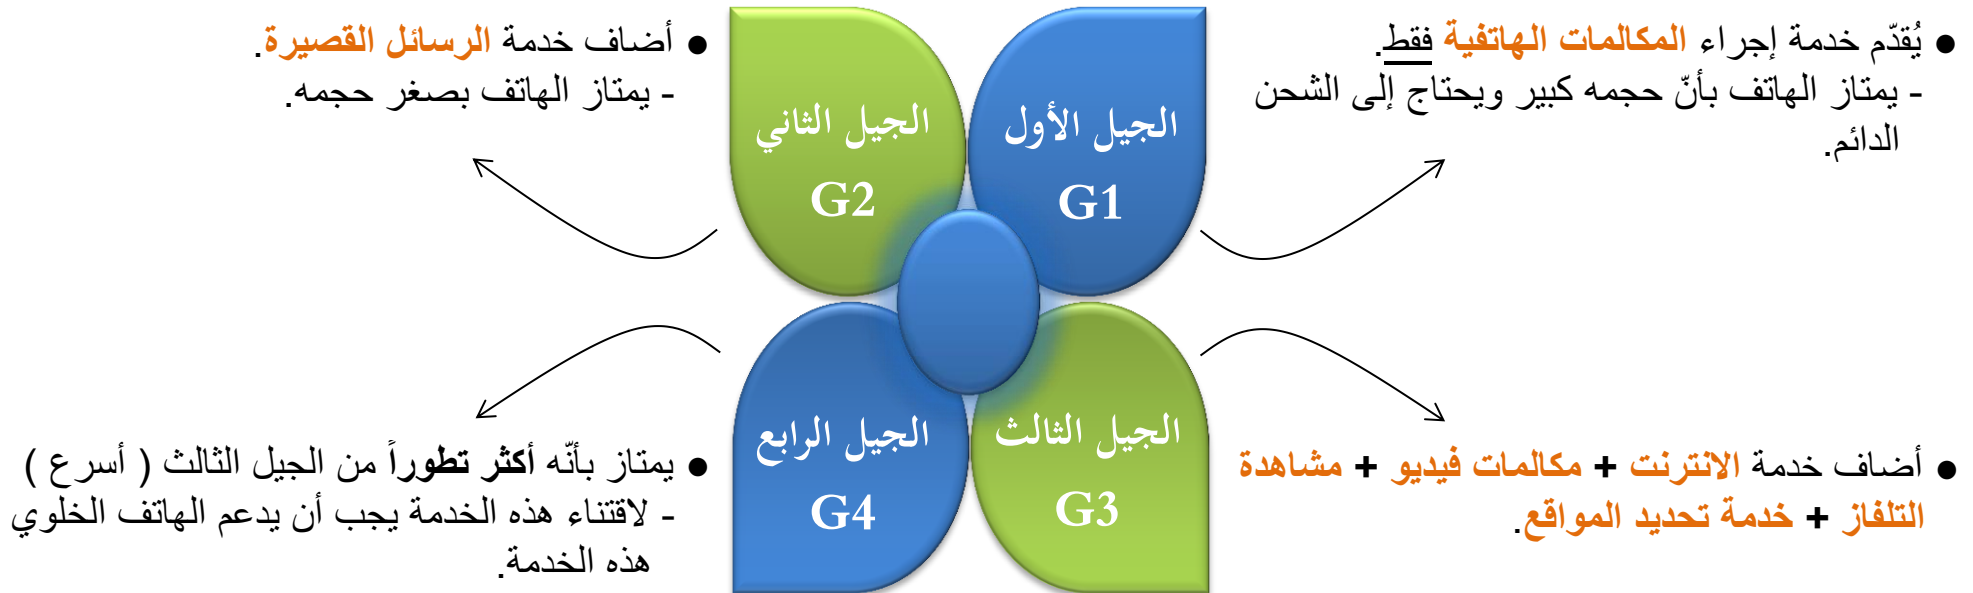 ● يُقدّم خدمة إجراء المكالمات الهاتفية فقط.
- يمتاز الهاتف بأنّ حجمه كبير ويحتاج إلى الشحن
الدائم.
الجيل الأول
G1
الجيل الثاني
G2
● أضاف خدمة الرسائل القصيرة.
- يمتاز الهاتف بصغر حجمه.
الجيل الثالث
G3
● أضاف خدمة الانترنت + مكالمات فيديو + مشاهدة
التلفاز + خدمة تحديد المواقع.
الجيل الرابع
G4
● يمتاز بأنّه أكثر تطوراً من الجيل الثالث ( أسرع )
- لاقتناء هذه الخدمة يجب أن يدعم الهاتف الخلوي
هذه الخدمة.